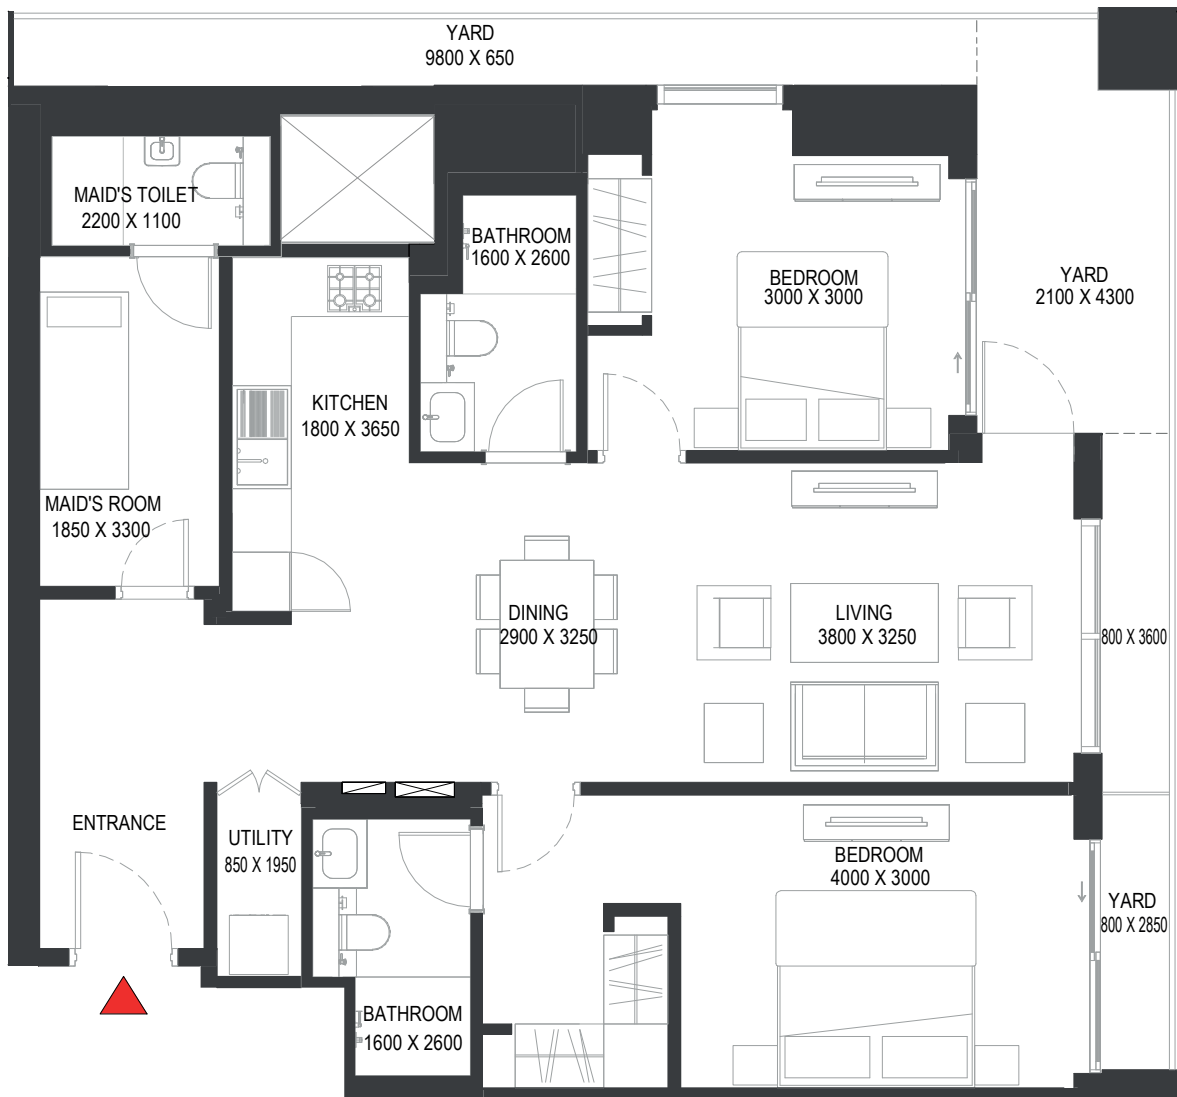 YARD
9800 X 650
MAID'S TOILET
2200 X 1100
BATHROOM
1600 X 2600
BEDROOM
3000 X 3000
YARD
2100 X 4300
KITCHEN
1800 X 3650
MAID'S ROOM
1850 X 3300
DINING
2900 X 3250
LIVING
3800 X 3250
800 X 3600
ENTRANCE
UTILITY
850 X 1950
BEDROOM
4000 X 3000
YARD
800 X 2850
BATHROOM
1600 X 2600